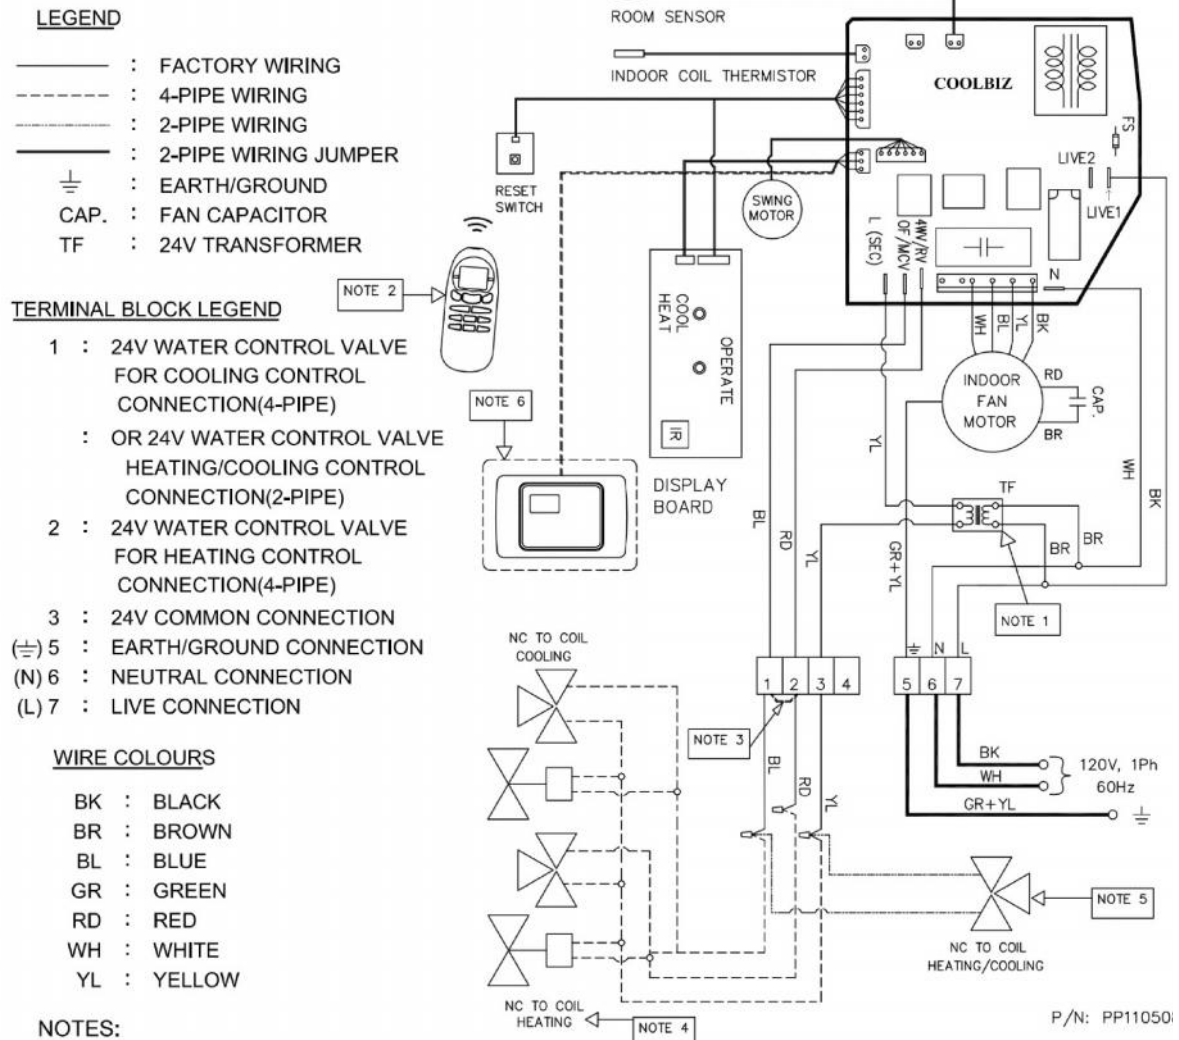 LEGEND
: FACTORY WIRING
: 4-PIPE WIRING
: 2-PIPE WIRING
: 2-PIPE WIRING JUMPER
: EARTH/GROUND
CAP. : FAN CAPACITOR
TF : 24V TRANSFORMER
TERMINAL BLOCK LEGEND
1 : 24V WATER CONTROL VALVE
FOR COOLING CONTROL
CONNECTION(4-PIPE)
: OR 24V WATER CONTROL VALVE
HEATING/COOLING CONTROL
CONNECTION(2-PIPE)
2 : 24V WATER CONTROL VALVE
FOR HEATING CONTROL
CONNECTION(4-PIPE)
3 : 24V COMMON CONNECTION
(⏚) 5 : EARTH/GROUND CONNECTION
(N) 6 : NEUTRAL CONNECTION
(L) 7 : LIVE CONNECTION
WIRE COLOURS
BK : BLACK
BR : BROWN
BL : BLUE
GR : GREEN
RD : RED
WH : WHITE
YL : YELLOW
NOTES:
ROOM SENSOR
INDOOR COIL THERMISTOR
COOLBIZ
FS
LIVE2
LIVE1
RESET
SWITCH
SWING
MOTOR
L (SEC)
OF/MCV
4WV/RV
N
NOTE 2
COOL
HEAT
OPERATE
IR
DISPLAY
BOARD
NOTE 6
WH
BL
YL
BK
INDOOR
FAN
MOTOR
RD
BR
CAP.
YL
WH
BK
TF
BL
RD
YL
GR+YL
BR
BR
NOTE 1
N
L
1 2 3 4
5 6 7
NC TO COIL
COOLING
NOTE 3
BL
RD
YL
BK
WH
GR+YL
120V, 1Ph
60Hz
NOTE 5
NC TO COIL
HEATING/COOLING
NC TO COIL
HEATING
NOTE 4
P/N: PP11050